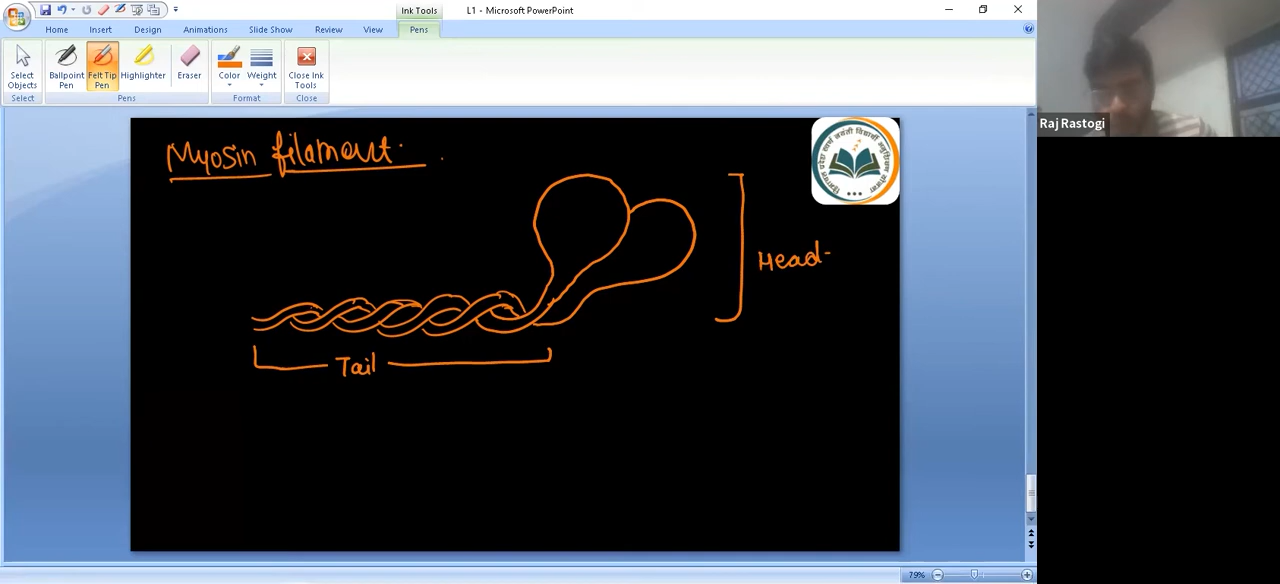 Ink Tools
L1 - Microsoft PowerPoint
Home Insert Design Animations Slide Show Review View Pens
Select Objects
Ballpoint Pen
Felt Tip Pen
Highlighter
Eraser
Color
Weight
Close Ink Tools
Select
Pens
Format
Close
Raj Rastogi
Myosin filament.
Head
Tail
79%